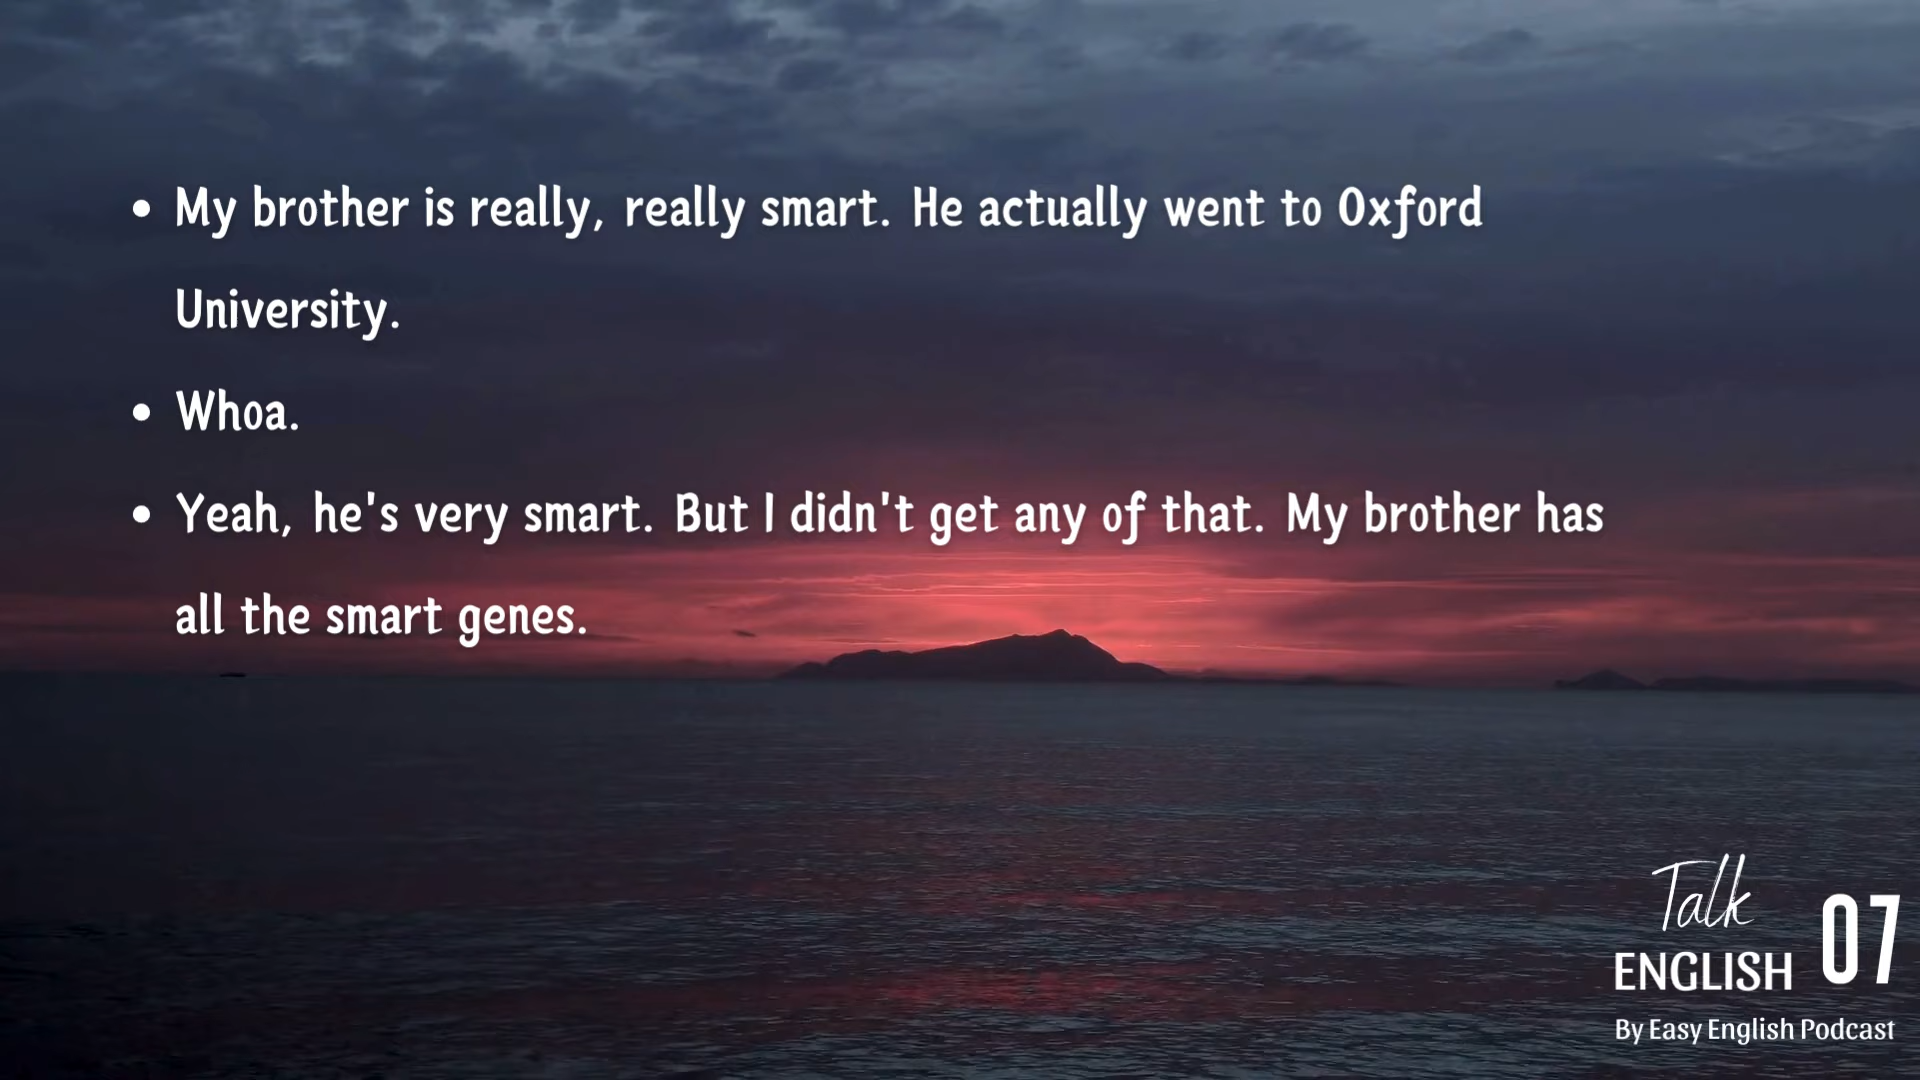 • My brother is really, really smart. He actually went to Oxford
University.
• Whoa.
• Yeah, he's very smart. But I didn't get any of that. My brother has
all the smart genes.
Talk
ENGLISH
07
By Easy English Podcast